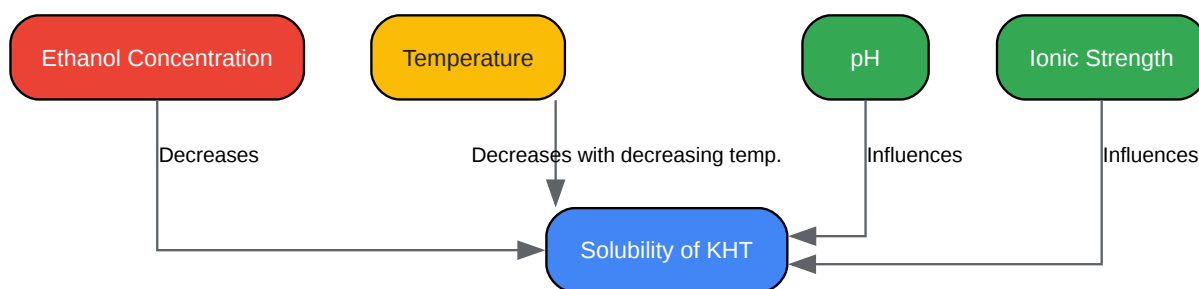 Ethanol Concentration
Temperature
pH
Ionic Strength
Decreases
Decreases with decreasing temp.
Influences
Influences
Solubility of KHT